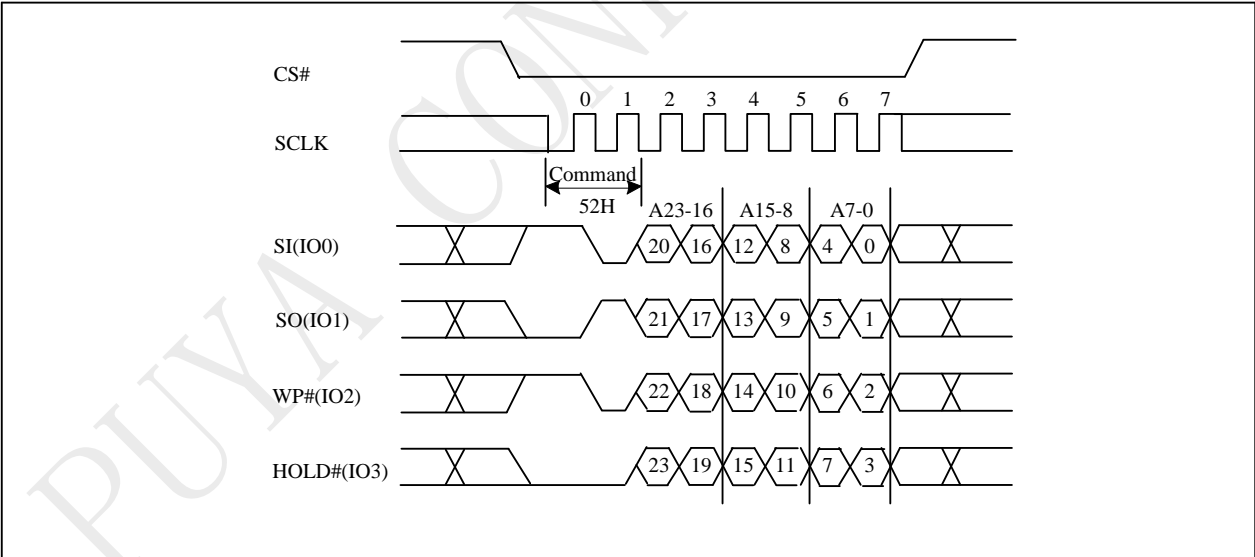 CS#
0 1 2 3 4 5 6 7
SCLK
Command
52H
A23-16 A15-8 A7-0
SI(IO0) 20 16 12 8 4 0
SO(IO1) 21 17 13 9 5 1
WP#(IO2) 22 18 14 10 6 2
HOLD#(IO3) 23 19 15 11 7 3
PUYA CON